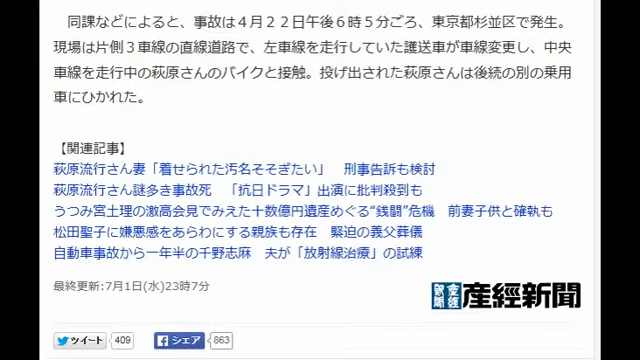 同課などによると、事故は４月２２日午後６時５分ごろ、東京都杉並区で発生。
現場は片側３車線の直線道路で、左車線を走行していた護送車が車線変更し、中央
車線を走行中の萩原さんのバイクと接触。投げ出された萩原さんは後続の別の乗用
車にひかれた。
【関連記事】
萩原流行さん妻「着せられた汚名そそぎたい」　刑事告訴も検討
萩原流行さん謎多き事故死　「抗日ドラマ」出演に批判殺到も
うつみ宮土理の激高会見でみえた十数億円遺産めぐる“銭闘”危機　前妻子供と確執も
松田聖子に嫌悪感をあらわにする親族も存在　緊迫の義父葬儀
自動車事故から一年半の千野志麻　夫が「放射線治療」の試練
最終更新:7月1日(水)23時7分
産経新聞 産經新聞
ツイート 409 シェア 863